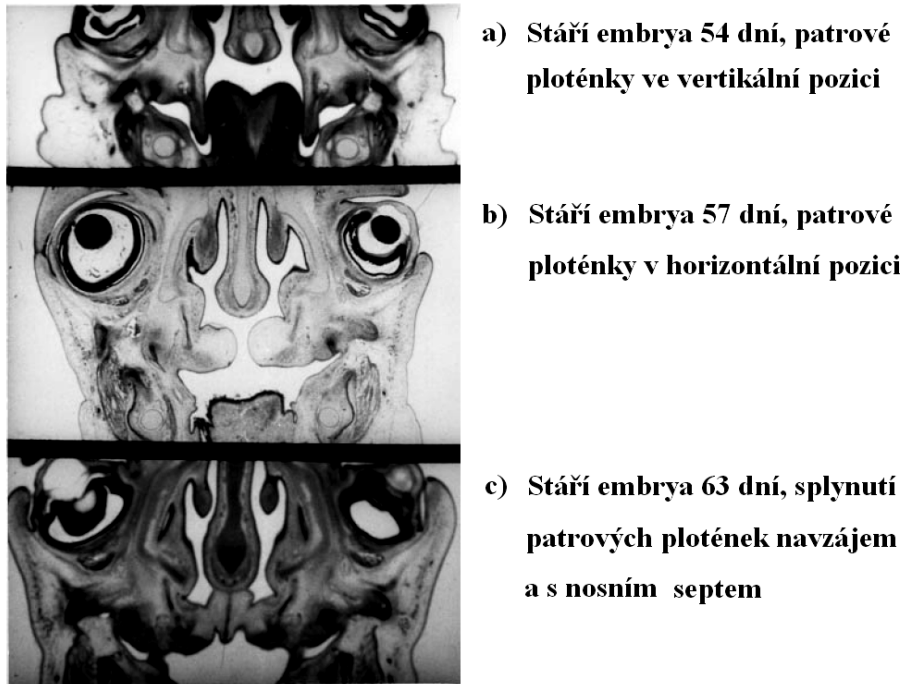 a) Stáří embrya 54 dní, patrové
ploténky ve vertikální pozici
b) Stáří embrya 57 dní, patrové
ploténky v horizontální pozici
c) Stáří embrya 63 dní, splynutí
patrových plotének navzájem
a s nosním septem